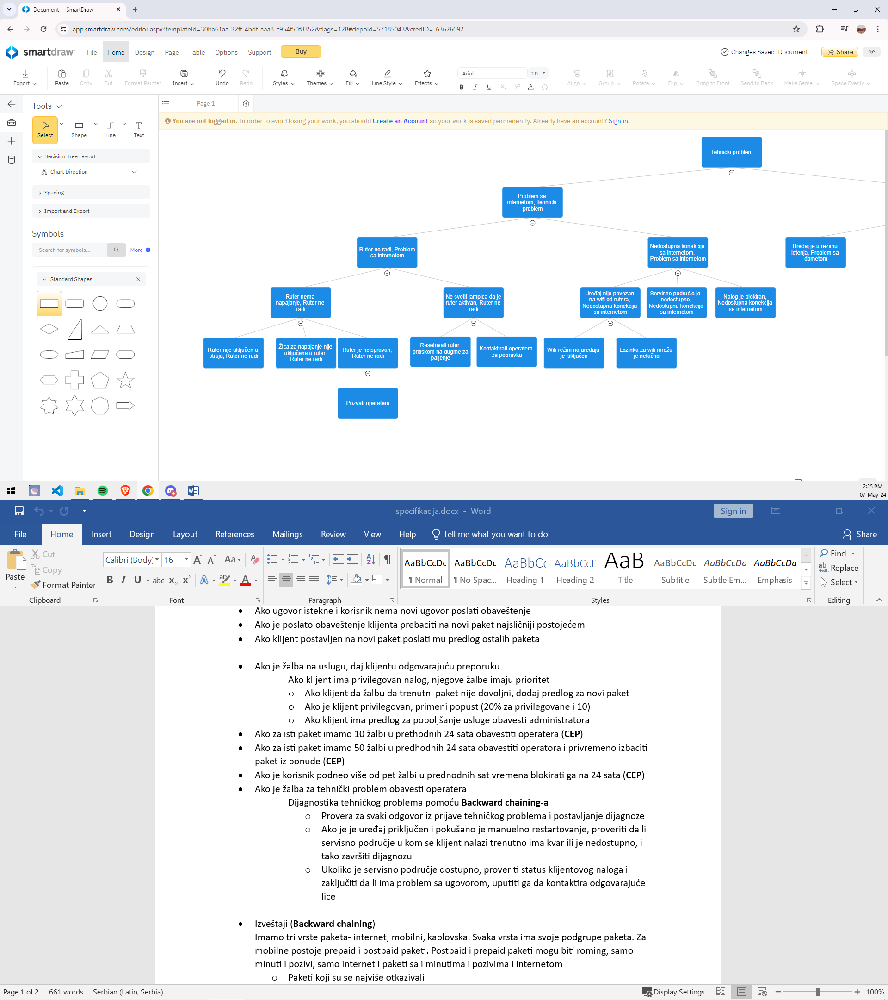 Document -- SmartDraw
app.smartdraw.com/editor.aspx?templateId=30ba61aa-22ff-4bdf-aaa8-c954f50f8352&flags=128#depoId=57185043&credID=-63626092
smartdraw File Home Design Page Table Options Support Buy Changes Saved: Document Share
Export Paste Copy Cut Format Painter Insert Undo Redo Styles Themes Fill Line Style Effects Arial 10 B I U X₂ X² A Ω Align Group Rotate Flip Bring to Front Send to Back Make Same Space Evenly
Tools
Page 1
You are not logged in. In order to avoid losing your work, you should Create an Account so your work is saved permanently. Already have an account? Sign in.
Select Shape Line Text
Decision Tree Layout
Chart Direction
Spacing
Import and Export
Symbols
Search for symbols... More
Standard Shapes
Tehnicki problem
Problem sa
internetom, Tehnicki
problem
Ruter ne radi, Problem
sa internetom
Nedostupna konekcija
sa internetom,
Problem sa internetom
Uređaj je u režimu
letenja, Problem sa
dometom
Ruter nema
napajanje, Ruter ne
radi
Ne svetli lampica da je
ruter aktivan, Ruter ne
radi
Uređaj nije povezan
na wifi od rutera,
Nedostupna konekcija
sa internetom
Servisno područje je
nedostupno,
Nedostupna konekcija
sa internetom
Nalog je blokiran,
Nedostupna konekcija
sa internetom
Ruter nije uključen u
struju, Ruter ne radi
Žica za napajanje nije
uključena u ruter,
Ruter ne radi
Ruter je neispravan,
Ruter ne radi
Resetovati ruter
pritiskom na dugme za
paljenje
Kontaktirati operatera
za popravku
Wifi režim na uređaju
je isključen
Lozinka za wifi mrežu
je netačna
Pozvati operatera
2:25 PM
07-May-24
specifikacija.docx - Word Sign in
File Home Insert Design Layout References Mailings Review View Help Tell me what you want to do Share
Paste Cut Copy Format Painter Clipboard
Calibri (Body) 16 Aa B I U abc X₂ X² A Font
Paragraph
AaBbCcDc ¶ Normal
AaBbCcDc ¶ No Spac...
AaBbCc Heading 1
AaBbCcE Heading 2
AaB Title
AaBbCcDc Subtitle
AaBbCcDa Subtle Em...
AaBbCcDa Emphasis
Styles
Find
Replace
Select
Editing
• Ako ugovor istekne i korisnik nema novi ugovor poslati obaveštenje
• Ako je poslato obaveštenje klijenta prebaciti na novi paket najsličniji postojećem
• Ako klijent postavljen na novi paket poslati mu predlog ostalih paketa
• Ako je žalba na uslugu, daj klijentu odgovarajuću preporuku
Ako klijent ima privilegovan nalog, njegove žalbe imaju prioritet
o Ako klijent da žalbu da trenutni paket nije dovoljni, dodaj predlog za novi paket
o Ako je klijent privilegovan, primeni popust (20% za privilegovane i 10)
o Ako klijent ima predlog za poboljšanje usluge obavesti administratora
• Ako za isti paket imamo 10 žalbi u prethodnih 24 sata obavestiti operatera (CEP)
• Ako za isti paket imamo 50 žalbi u predhodnih 24 sata obavestiti operatora i privremeno izbaciti
paket iz ponude (CEP)
• Ako je korisnik podneo više od pet žalbi u prednodnih sat vremena blokirati ga na 24 sata (CEP)
• Ako je žalba za tehnički problem obavesti operatera
Dijagnostika tehničkog problema pomoću Backward chaining-a
o Provera za svaki odgovor iz prijave tehničkog problema i postavljanje dijagnoze
o Ako je je uređaj priključen i pokušano je manuelno restartovanje, proveriti da li
servisno područje u kom se klijent nalazi trenutno ima kvar ili je nedostupno, i
tako završiti dijagnozu
o Ukoliko je servisno područje dostupno, proveriti status klijentovog naloga i
zaključiti da li ima problem sa ugovorom, uputiti ga da kontaktira odgovarajuće
lice
• Izveštaji (Backward chaining)
Imamo tri vrste paketa- internet, mobilni, kablovska. Svaka vrsta ima svoje podgrupe paketa. Za
mobilne postoje prepaid i postpaid paketi. Postpaid i prepaid paketi mogu biti roming, samo
minuti i pozivi, samo internet i paketi sa i minutima i pozivima i internetom
o Paketi koji su se najviše otkazivali
Page 1 of 2 661 words Serbian (Latin, Serbia) Display Settings 100%